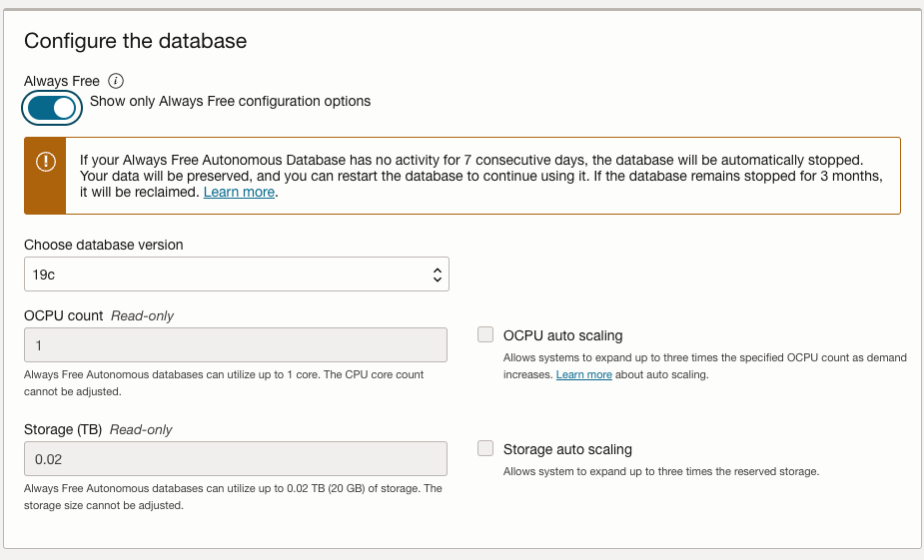 Configure the database
Always Free
Show only Always Free configuration options
If your Always Free Autonomous Database has no activity for 7 consecutive days, the database will be automatically stopped.
Your data will be preserved, and you can restart the database to continue using it. If the database remains stopped for 3 months,
it will be reclaimed. Learn more.
Choose database version
19c
OCPU count Read-only
1
Always Free Autonomous databases can utilize up to 1 core. The CPU core count
cannot be adjusted.
OCPU auto scaling
Allows systems to expand up to three times the specified OCPU count as demand
increases. Learn more about auto scaling.
Storage (TB) Read-only
0.02
Always Free Autonomous databases can utilize up to 0.02 TB (20 GB) of storage. The
storage size cannot be adjusted.
Storage auto scaling
Allows system to expand up to three times the reserved storage.